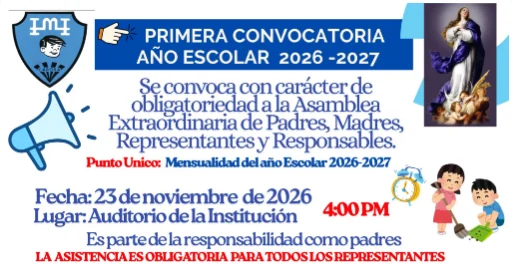 IMI
PRIMERA CONVOCATORIA
AÑO ESCOLAR 2026 -2027
Se convoca con carácter de
obligatoriedad a la Asamblea
Extraordinaria de Padres, Madres,
Representantes y Responsables.
Punto Unico: Mensualidad del año Escolar 2026-2027
Fecha: 23 de noviembre de 2026
Lugar: Auditorio de la Institución
4:00 PM
Es parte de la responsabilidad como padres
LA ASISTENCIA ES OBLIGATORIA PARA TODOS LOS REPRESENTANTES